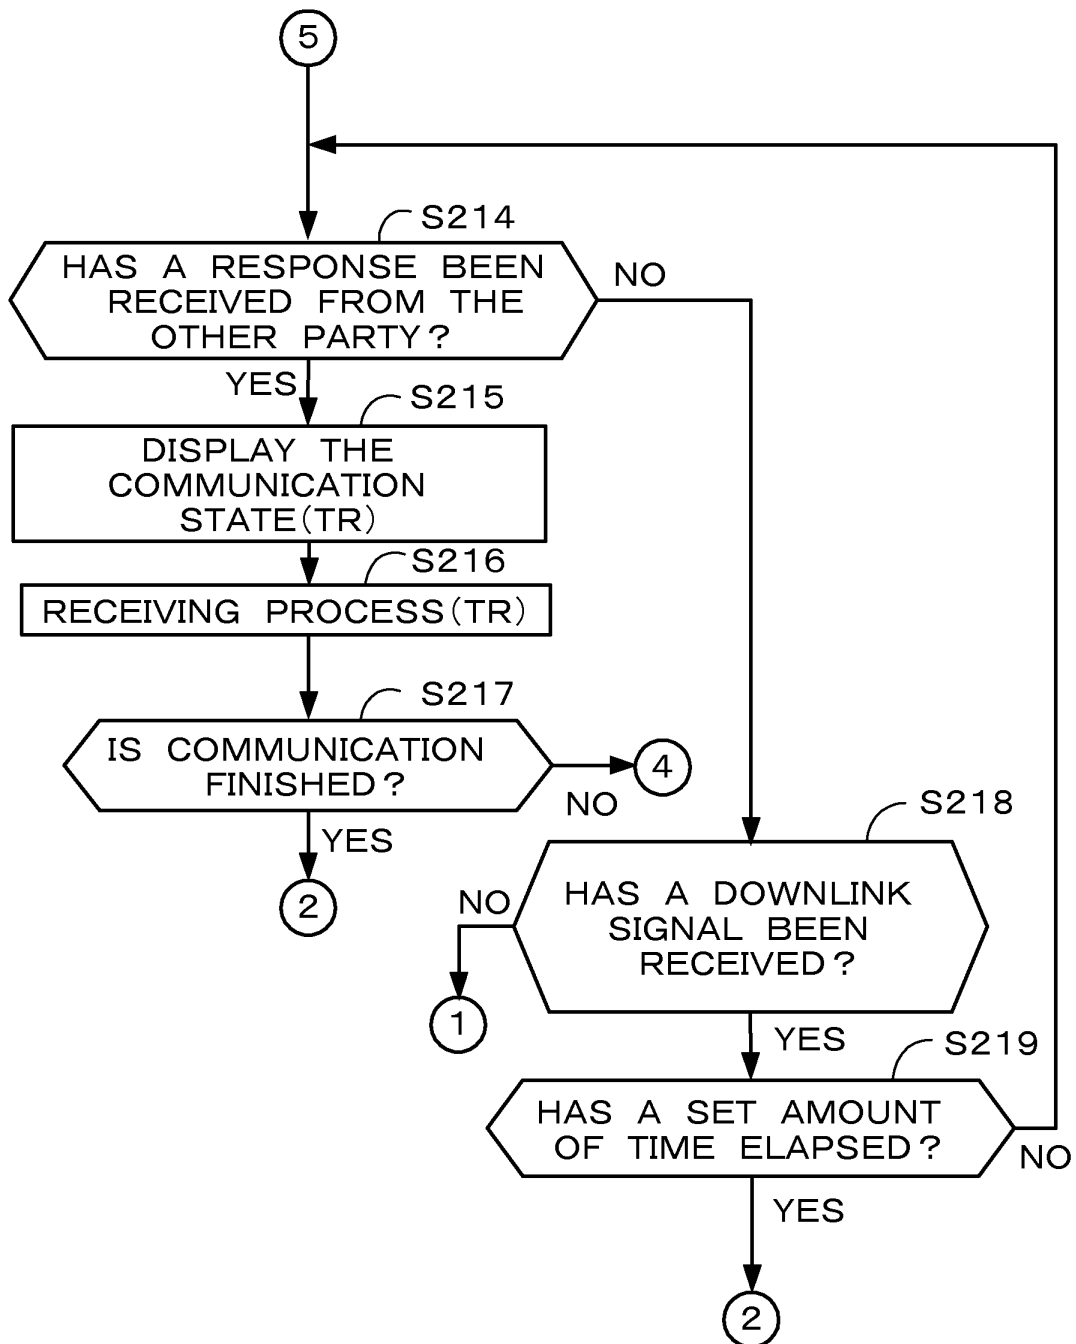 5
S214
HAS A RESPONSE BEEN
RECEIVED FROM THE
OTHER PARTY?
NO
YES
S215
DISPLAY THE
COMMUNICATION
STATE(TR)
S216
RECEIVING PROCESS(TR)
S217
IS COMMUNICATION
FINISHED?
4
NO
YES
2
S218
HAS A DOWNLINK
SIGNAL BEEN
RECEIVED?
NO
1
YES
S219
HAS A SET AMOUNT
OF TIME ELAPSED?
NO
YES
2